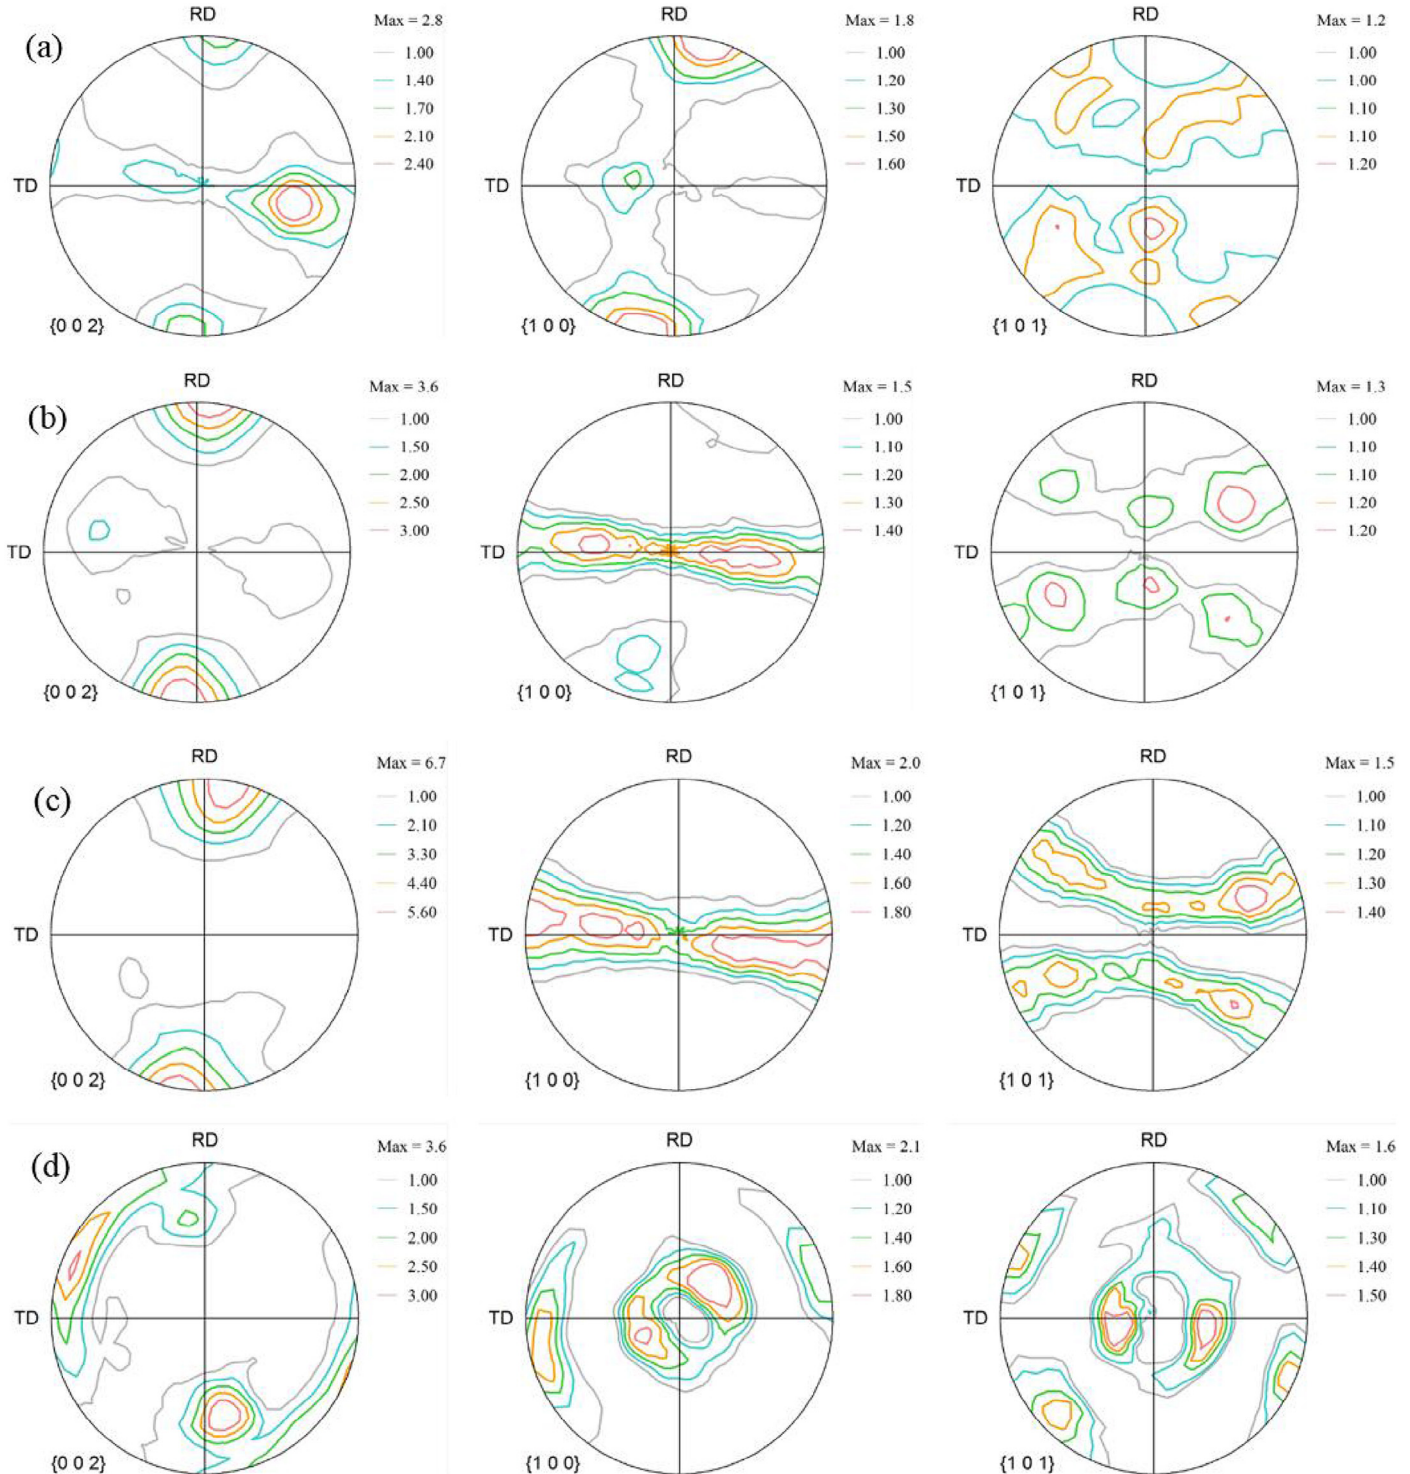 (a)
RD
Max = 2.8
1.00
1.40
1.70
2.10
2.40
TD
{0 0 2}
RD
Max = 1.8
1.00
1.20
1.30
1.50
1.60
TD
{1 0 0}
RD
Max = 1.2
1.00
1.00
1.10
1.10
1.20
TD
{1 0 1}
(b)
RD
Max = 3.6
1.00
1.50
2.00
2.50
3.00
TD
{0 0 2}
RD
Max = 1.5
1.00
1.10
1.20
1.30
1.40
TD
{1 0 0}
RD
Max = 1.3
1.00
1.10
1.10
1.20
1.20
TD
{1 0 1}
(c)
RD
Max = 6.7
1.00
2.10
3.30
4.40
5.60
TD
{0 0 2}
RD
Max = 2.0
1.00
1.20
1.40
1.60
1.80
TD
{1 0 0}
RD
Max = 1.5
1.00
1.10
1.20
1.30
1.40
TD
{1 0 1}
(d)
RD
Max = 3.6
1.00
1.50
2.00
2.50
3.00
TD
{0 0 2}
RD
Max = 2.1
1.00
1.20
1.40
1.60
1.80
TD
{1 0 0}
RD
Max = 1.6
1.00
1.10
1.30
1.40
1.50
TD
{1 0 1}